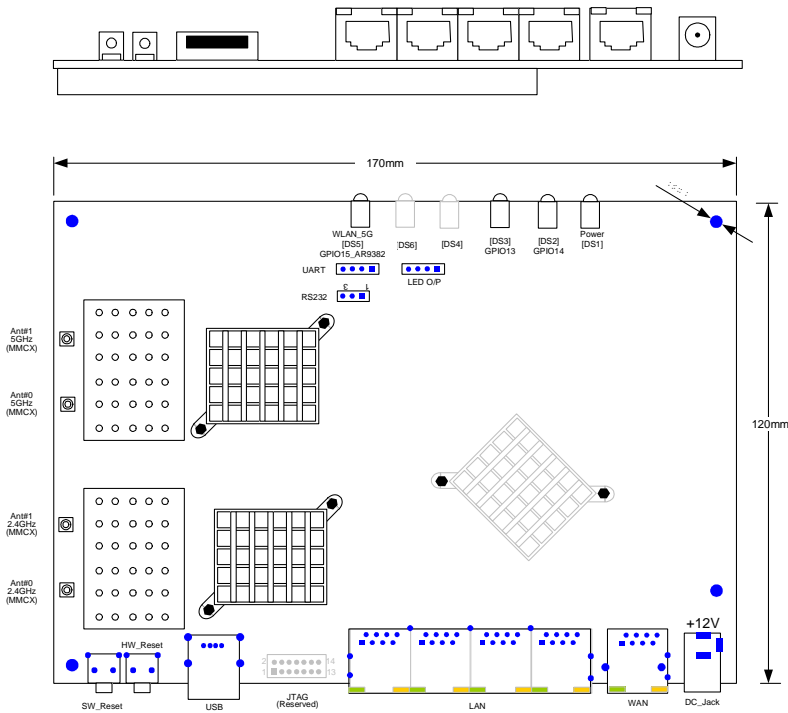 170mm
WLAN_5G
[DS5]
GPIO15_AR9382
[DS6]
[DS4]
[DS3]
GPIO13
[DS2]
GPIO14
Power
[DS1]
UART
LED O/P
RS232
3
1
Ant#1
5GHz
(MMCX)
Ant#0
5GHz
(MMCX)
120mm
Ant#1
2.4GHz
(MMCX)
Ant#0
2.4GHz
(MMCX)
+12V
HW_Reset
2
14
1
13
SW_Reset
USB
JTAG
(Reserved)
LAN
WAN
DC_Jack